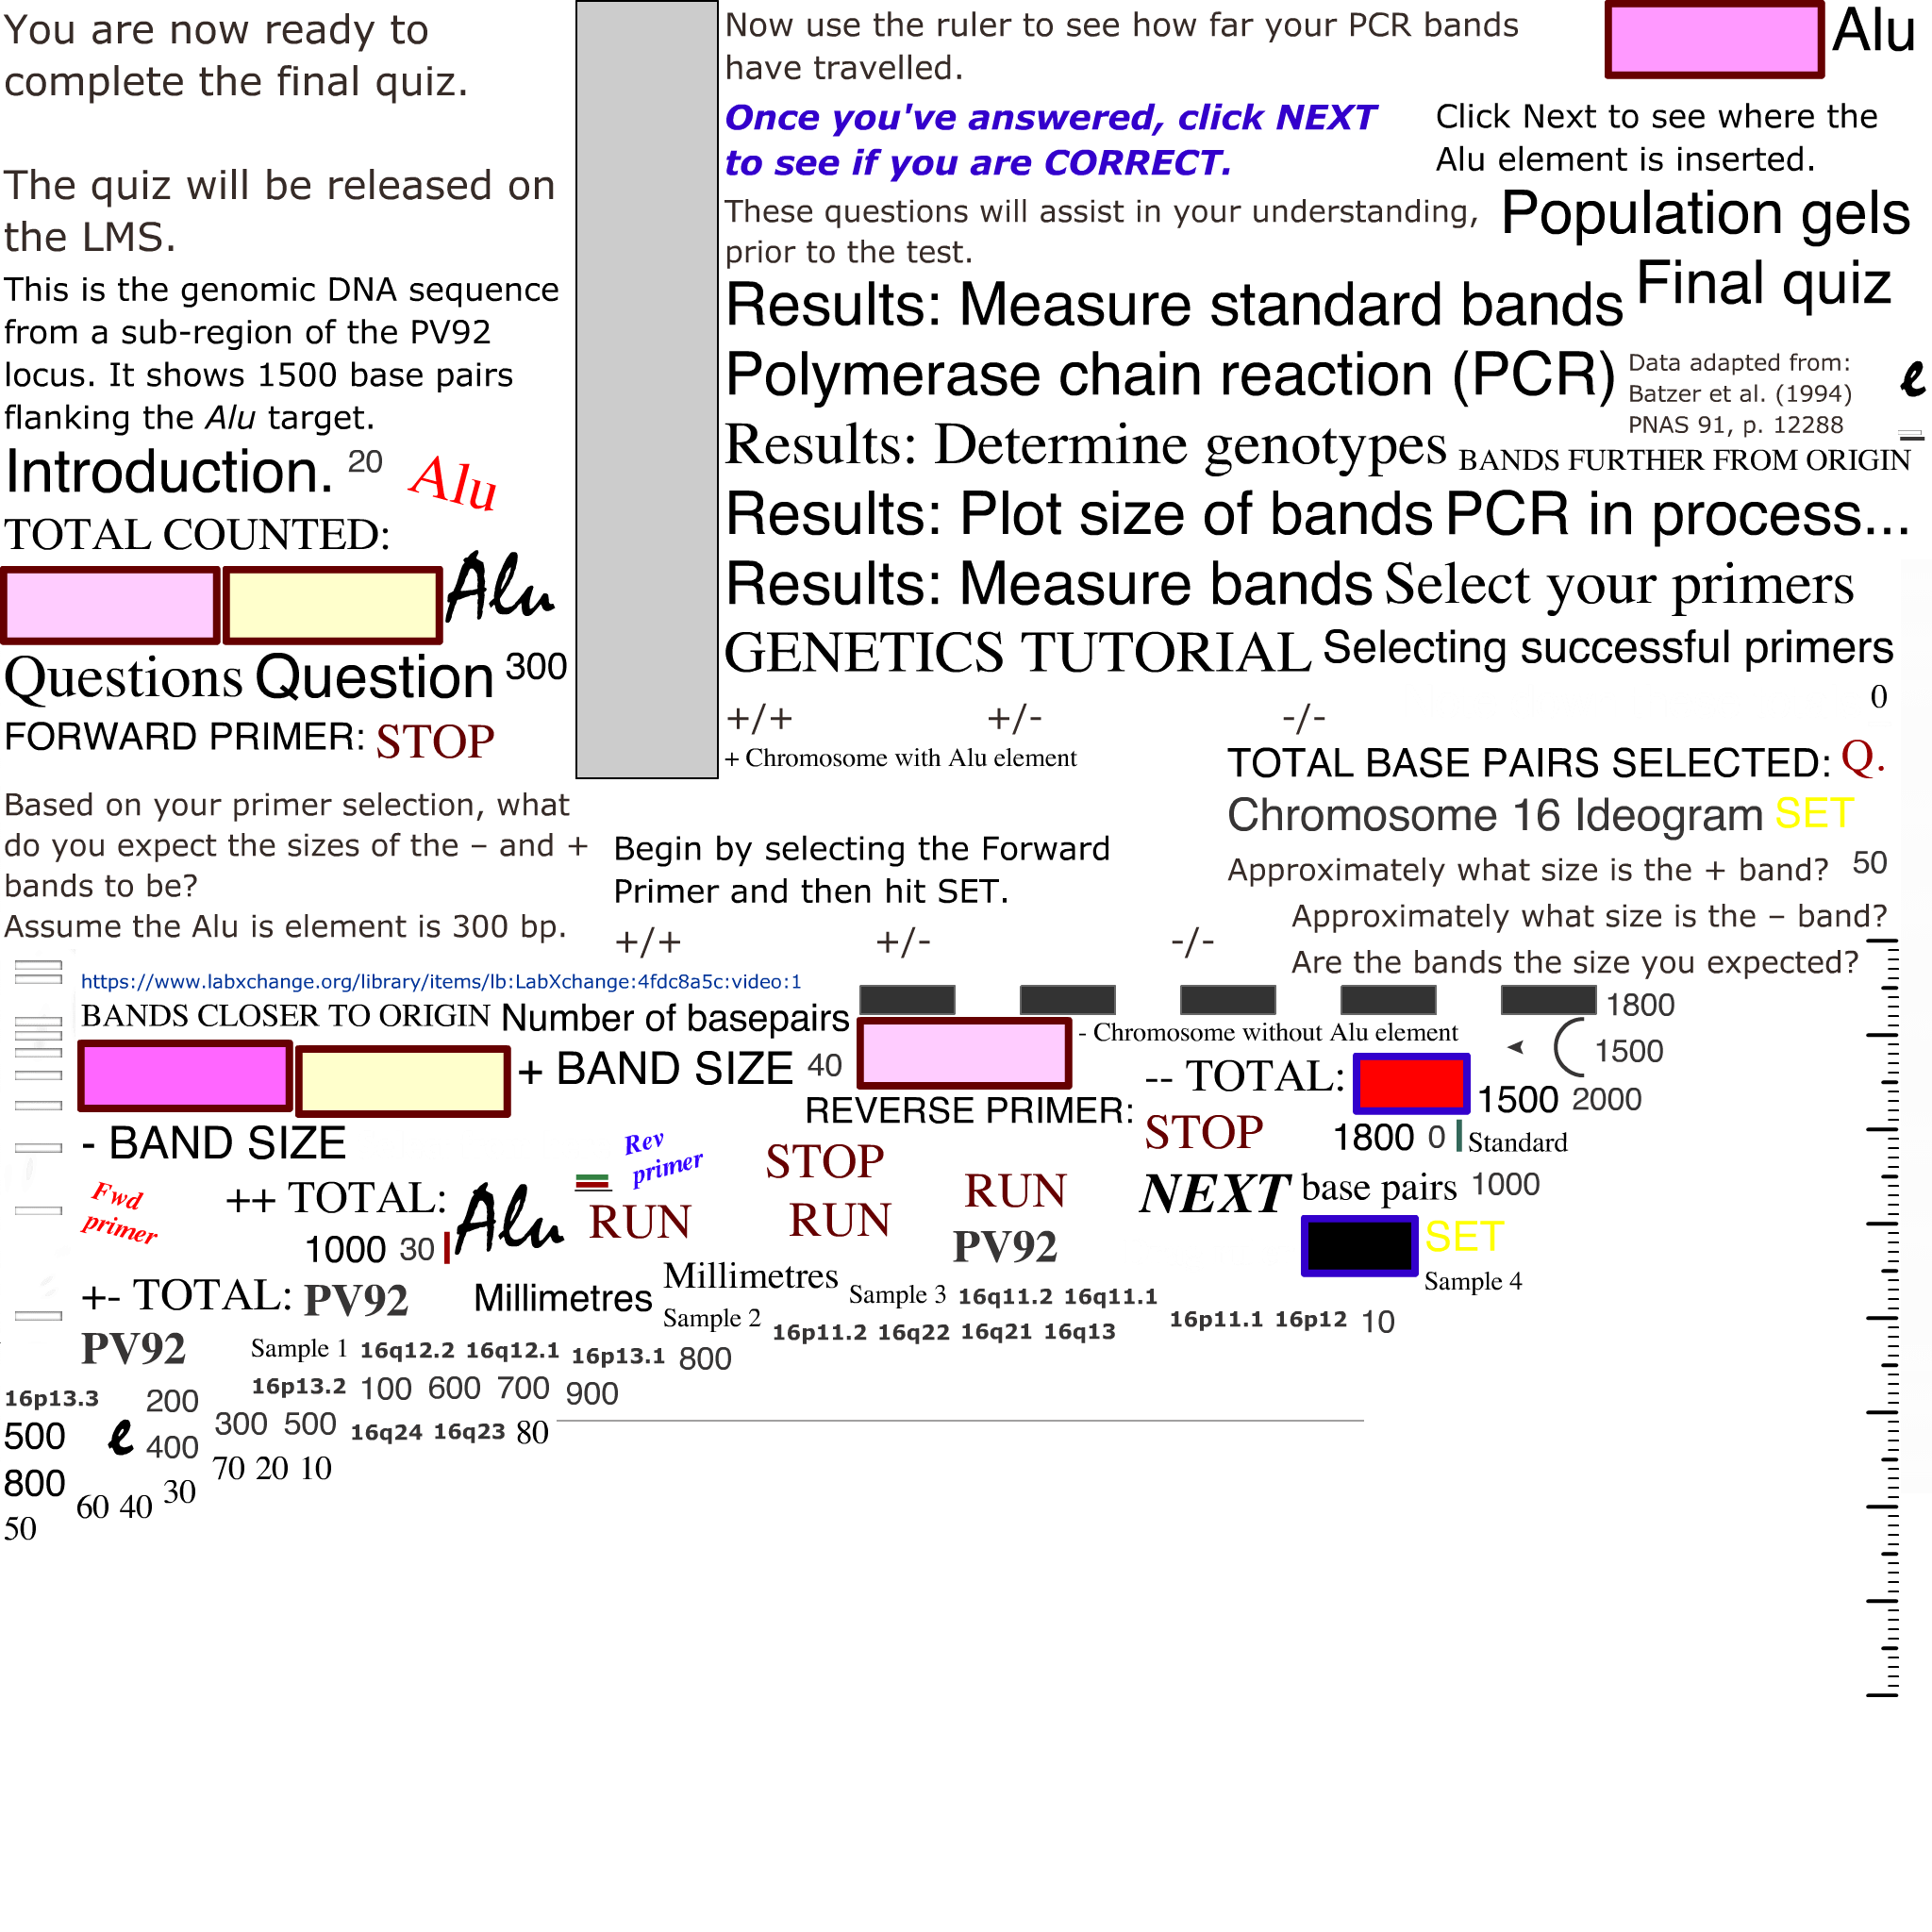 You are now ready to
complete the final quiz.
The quiz will be released on
the LMS.
This is the genomic DNA sequence
from a sub-region of the PV92
locus. It shows 1500 base pairs
flanking the Alu target.
Introduction. 20 Alu
TOTAL COUNTED:
Alu
Questions Question 300
FORWARD PRIMER: STOP
Based on your primer selection, what
do you expect the sizes of the – and +
bands to be?
Assume the Alu is element is 300 bp.
Now use the ruler to see how far your PCR bands
have travelled.
Alu
Once you've answered, click NEXT
to see if you are CORRECT.
Click Next to see where the
Alu element is inserted.
These questions will assist in your understanding,
prior to the test.
Population gels
Results: Measure standard bands Final quiz
Polymerase chain reaction (PCR)
Data adapted from:
Batzer et al. (1994)
PNAS 91, p. 12288
e
Results: Determine genotypes BANDS FURTHER FROM ORIGIN
Results: Plot size of bands PCR in process...
Results: Measure bands Select your primers
GENETICS TUTORIAL Selecting successful primers
0
+/+ +/- -/-
+ Chromosome with Alu element
TOTAL BASE PAIRS SELECTED: Q.
Chromosome 16 Ideogram SET
Begin by selecting the Forward
Primer and then hit SET.
Approximately what size is the + band? 50
Approximately what size is the – band?
+/+ +/- -/-
Are the bands the size you expected?
https://www.labxchange.org/library/items/lb:LabXchange:4fdc8a5c:video:1
1800
BANDS CLOSER TO ORIGIN Number of basepairs
- Chromosome without Alu element
1500
+ BAND SIZE 40
-- TOTAL:
1500 2000
REVERSE PRIMER: STOP
1800 0 Standard
- BAND SIZE
Rev
primer
STOP
Fwd
primer
++ TOTAL: Alu RUN RUN RUN NEXT base pairs 1000
1000 30
PV92
SET
+- TOTAL: PV92 Millimetres Millimetres
Sample 3 16q11.2 16q11.1
Sample 4
Sample 2 16p11.2 16q22 16q21 16q13
16p11.1 16p12 10
PV92 Sample 1 16q12.2 16q12.1 16p13.1 800
16p13.3 200 16p13.2 100 600 700 900
500 e 400 300 500 16q24 16q23 80
800 60 40 30 70 20 10
50